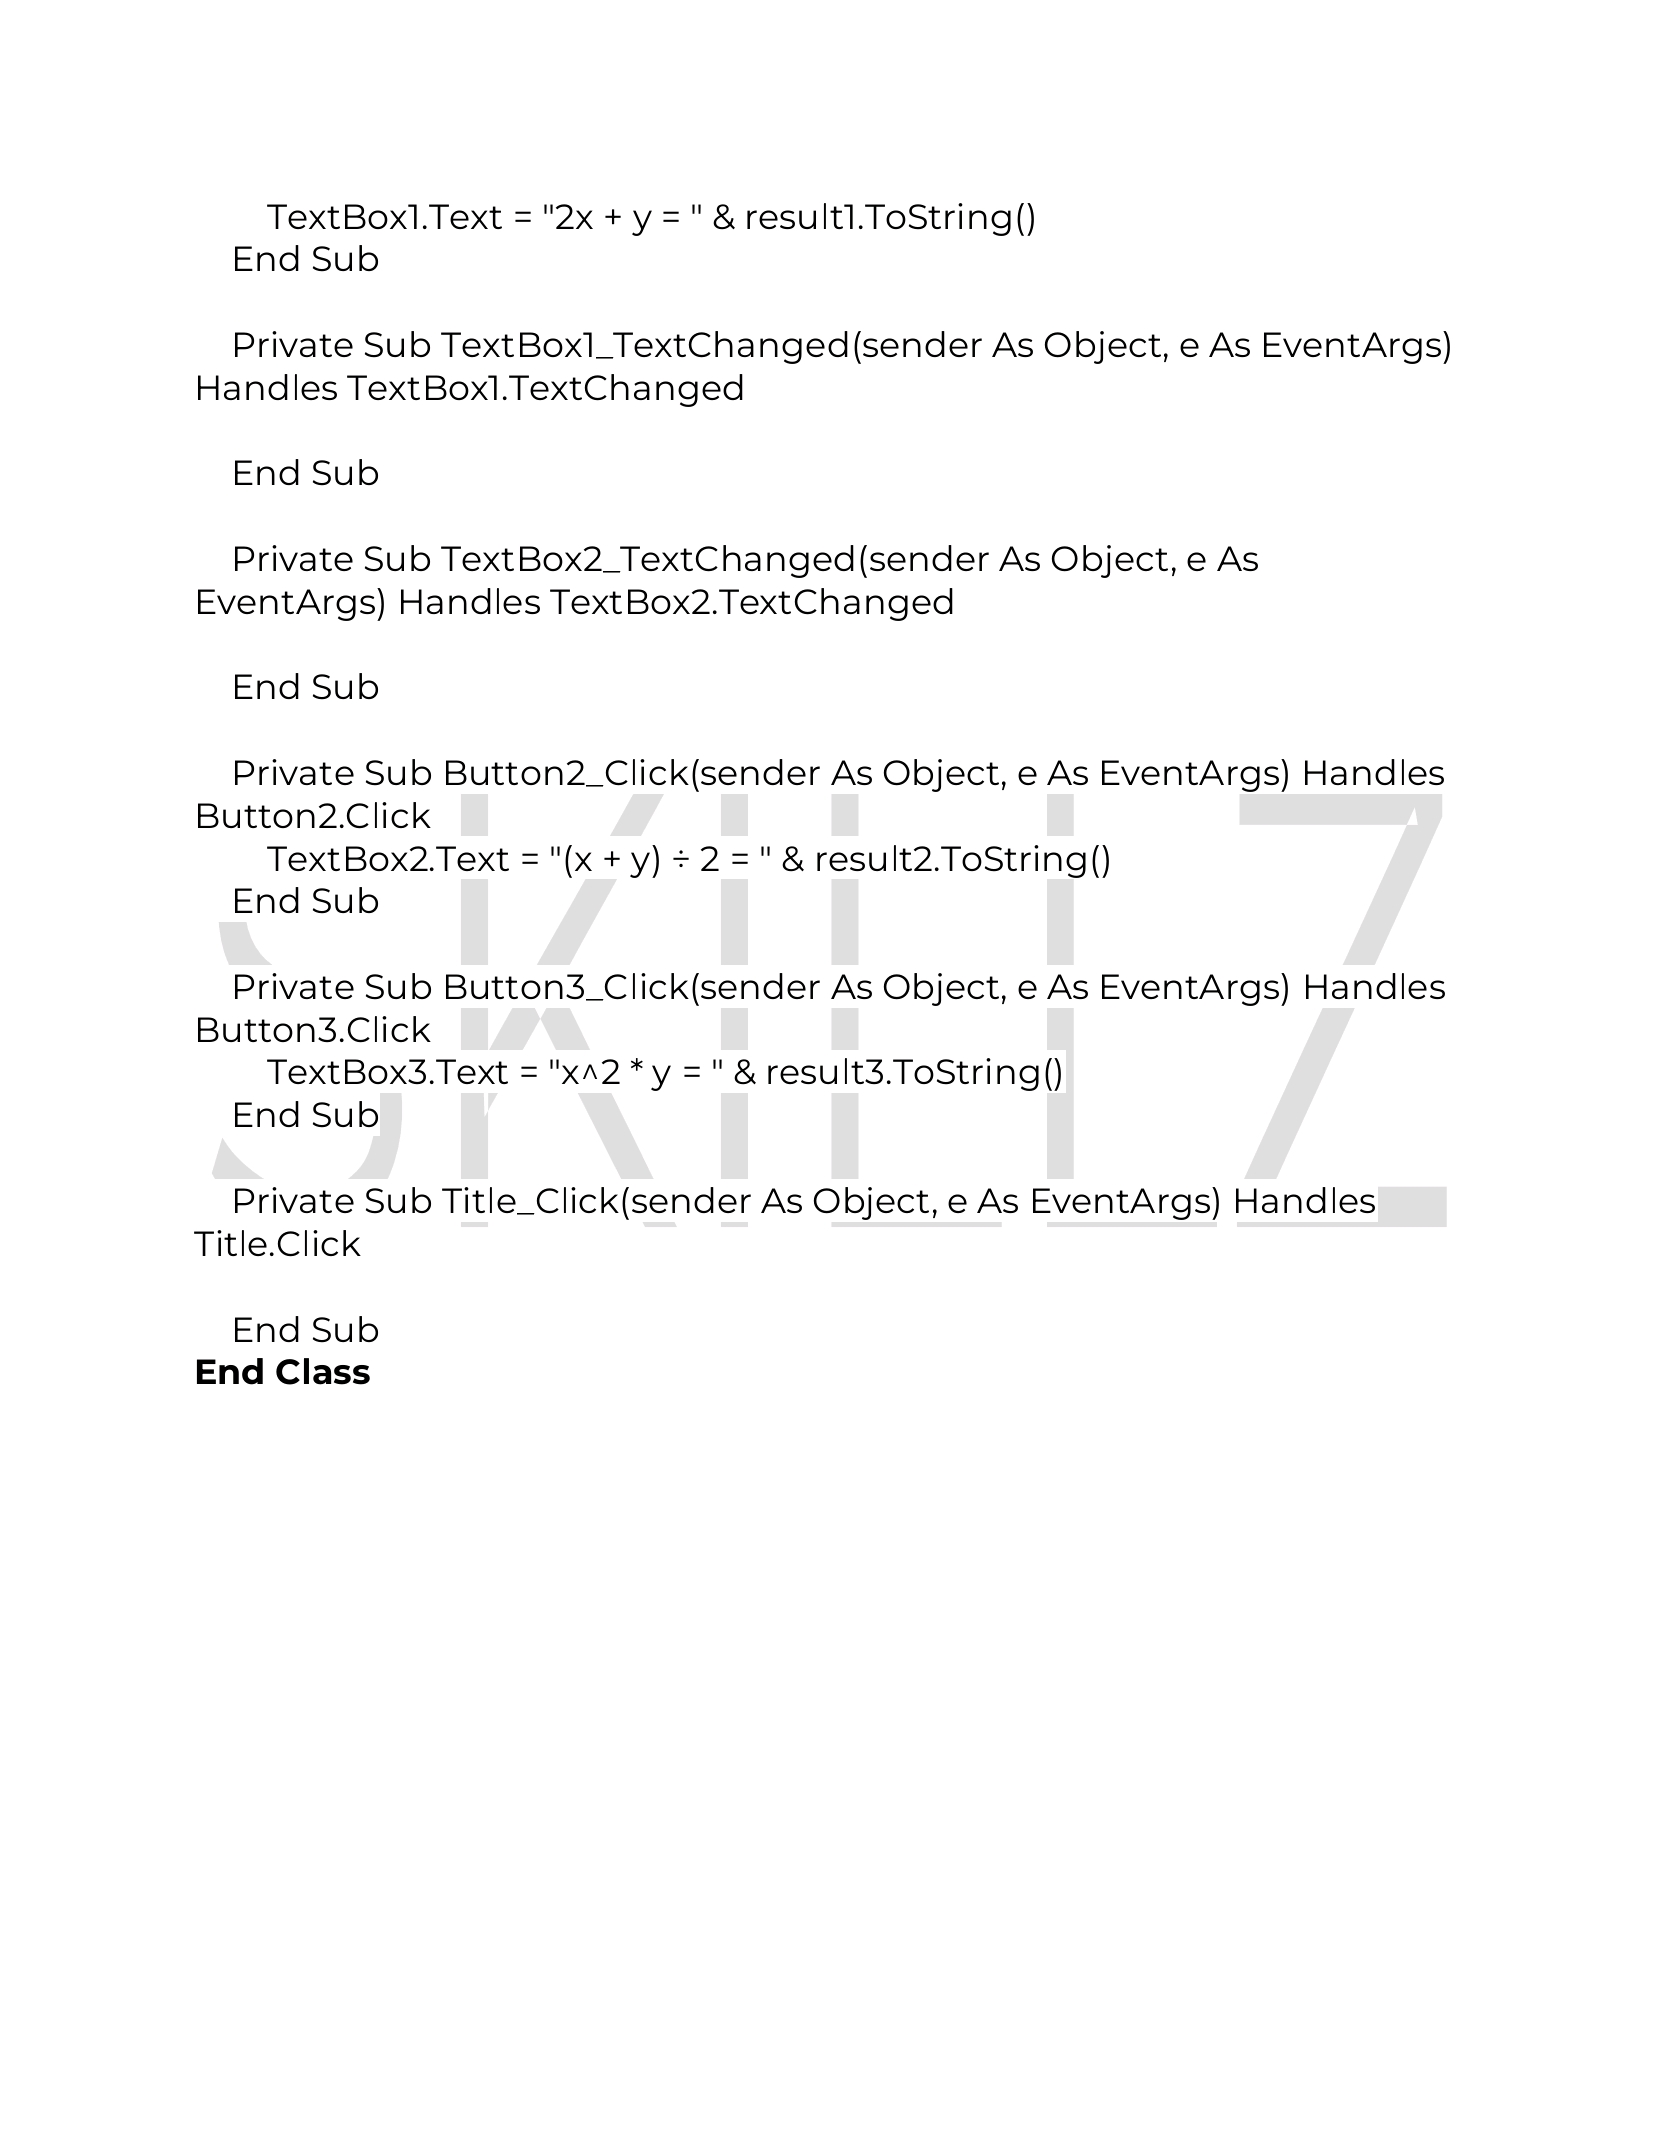 TextBox1.Text = "2x + y = " & result1.ToString()
End Sub
Private Sub TextBox1_TextChanged(sender As Object, e As EventArgs)
Handles TextBox1.TextChanged
End Sub
Private Sub TextBox2_TextChanged(sender As Object, e As
EventArgs) Handles TextBox2.TextChanged
End Sub
Private Sub Button2_Click(sender As Object, e As EventArgs) Handles
Button2.Click
TextBox2.Text = "(x + y) ÷ 2 = " & result2.ToString()
End Sub
Private Sub Button3_Click(sender As Object, e As EventArgs) Handles
Button3.Click
TextBox3.Text = "x^2 * y = " & result3.ToString()
End Sub
Private Sub Title_Click(sender As Object, e As EventArgs) Handles
Title.Click
End Sub
End Class
SKILLZ